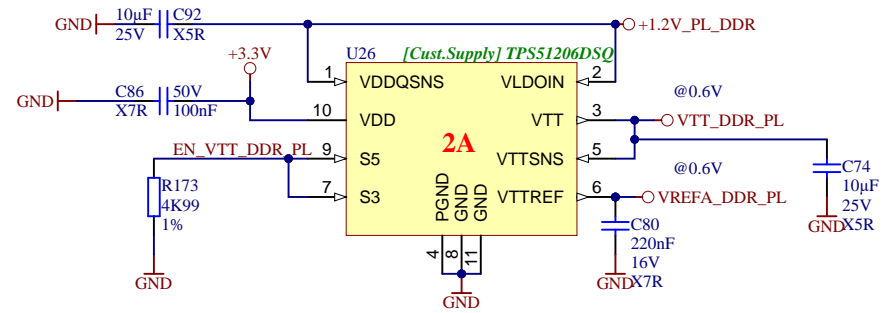 10µF C92
GND 25V X5R +1.2V_PL_DDR
+3.3V U26 [Cust.Supply] TPS51206DSQ
1 VDDQSNS VLDOIN 2
C86 50V @0.6V
GND X7R 100nF 10 VDD VTT 3 VTT_DDR_PL
2A
EN_VTT_DDR_PL 9 S5 VTTSNS 5
@0.6V C74
R173 7 S3 VTTREF 6 VREFA_DDR_PL 10µF
4K99 25V
1% PGND GND GND C80 GND X5R
220nF
4 8 11 16V
GND GND GND X7R